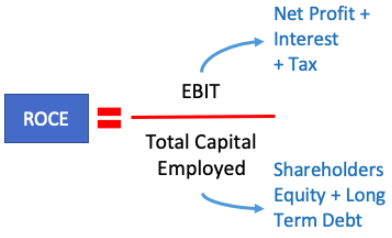 Net Profit +
Interest
+ Tax
EBIT
ROCE
=
Total Capital
Employed
Shareholders
Equity + Long
Term Debt